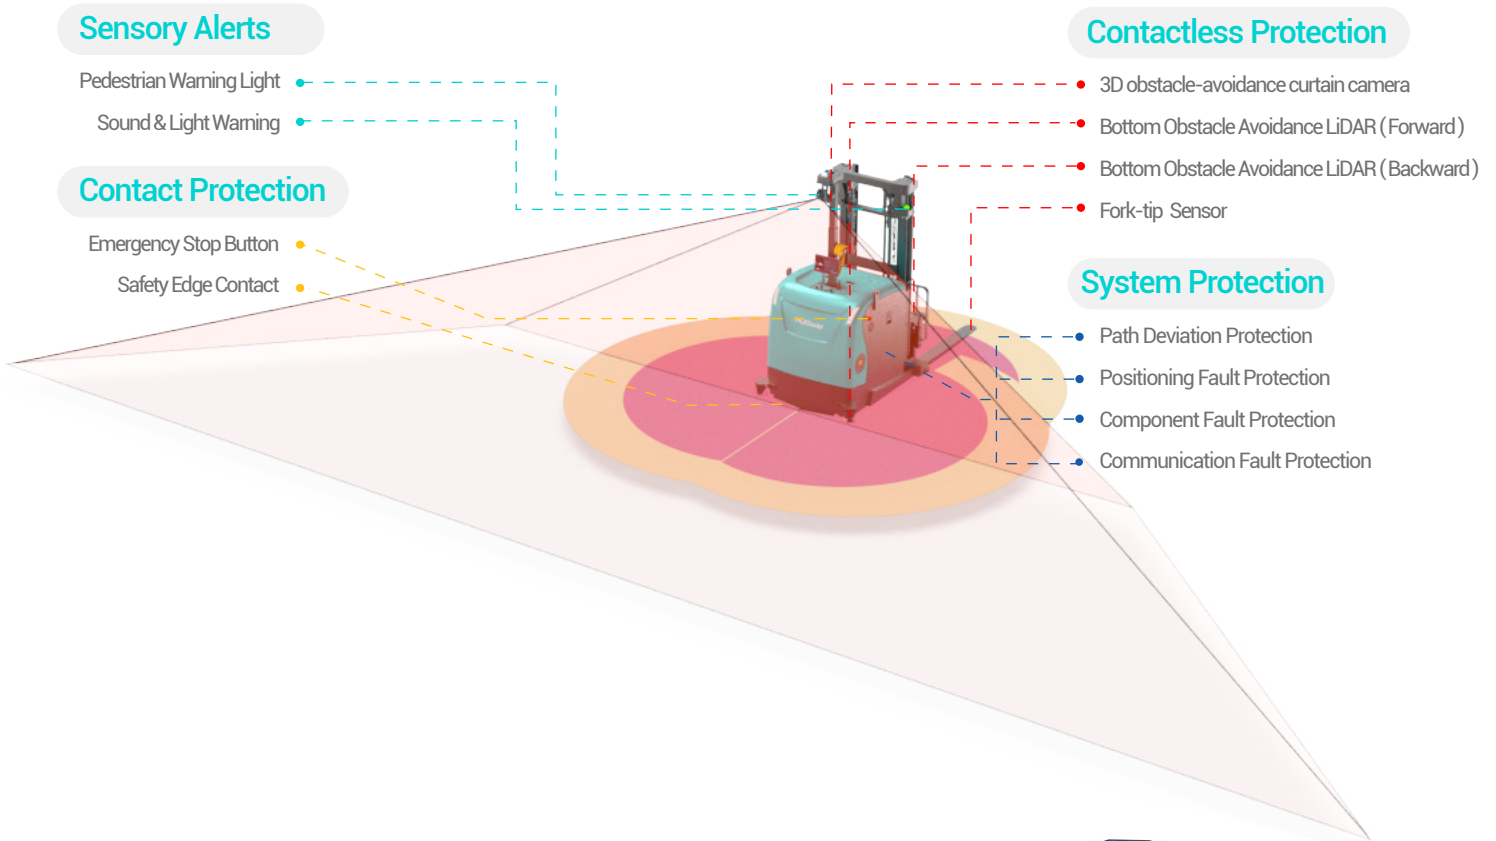 Sensory Alerts
Pedestrian Warning Light
Sound & Light Warning
Contact Protection
Emergency Stop Button
Safety Edge Contact
Contactless Protection
3D obstacle-avoidance curtain camera
Bottom Obstacle Avoidance LiDAR ( Forward )
Bottom Obstacle Avoidance LiDAR ( Backward )
Fork-tip Sensor
System Protection
Path Deviation Protection
Positioning Fault Protection
Component Fault Protection
Communication Fault Protection